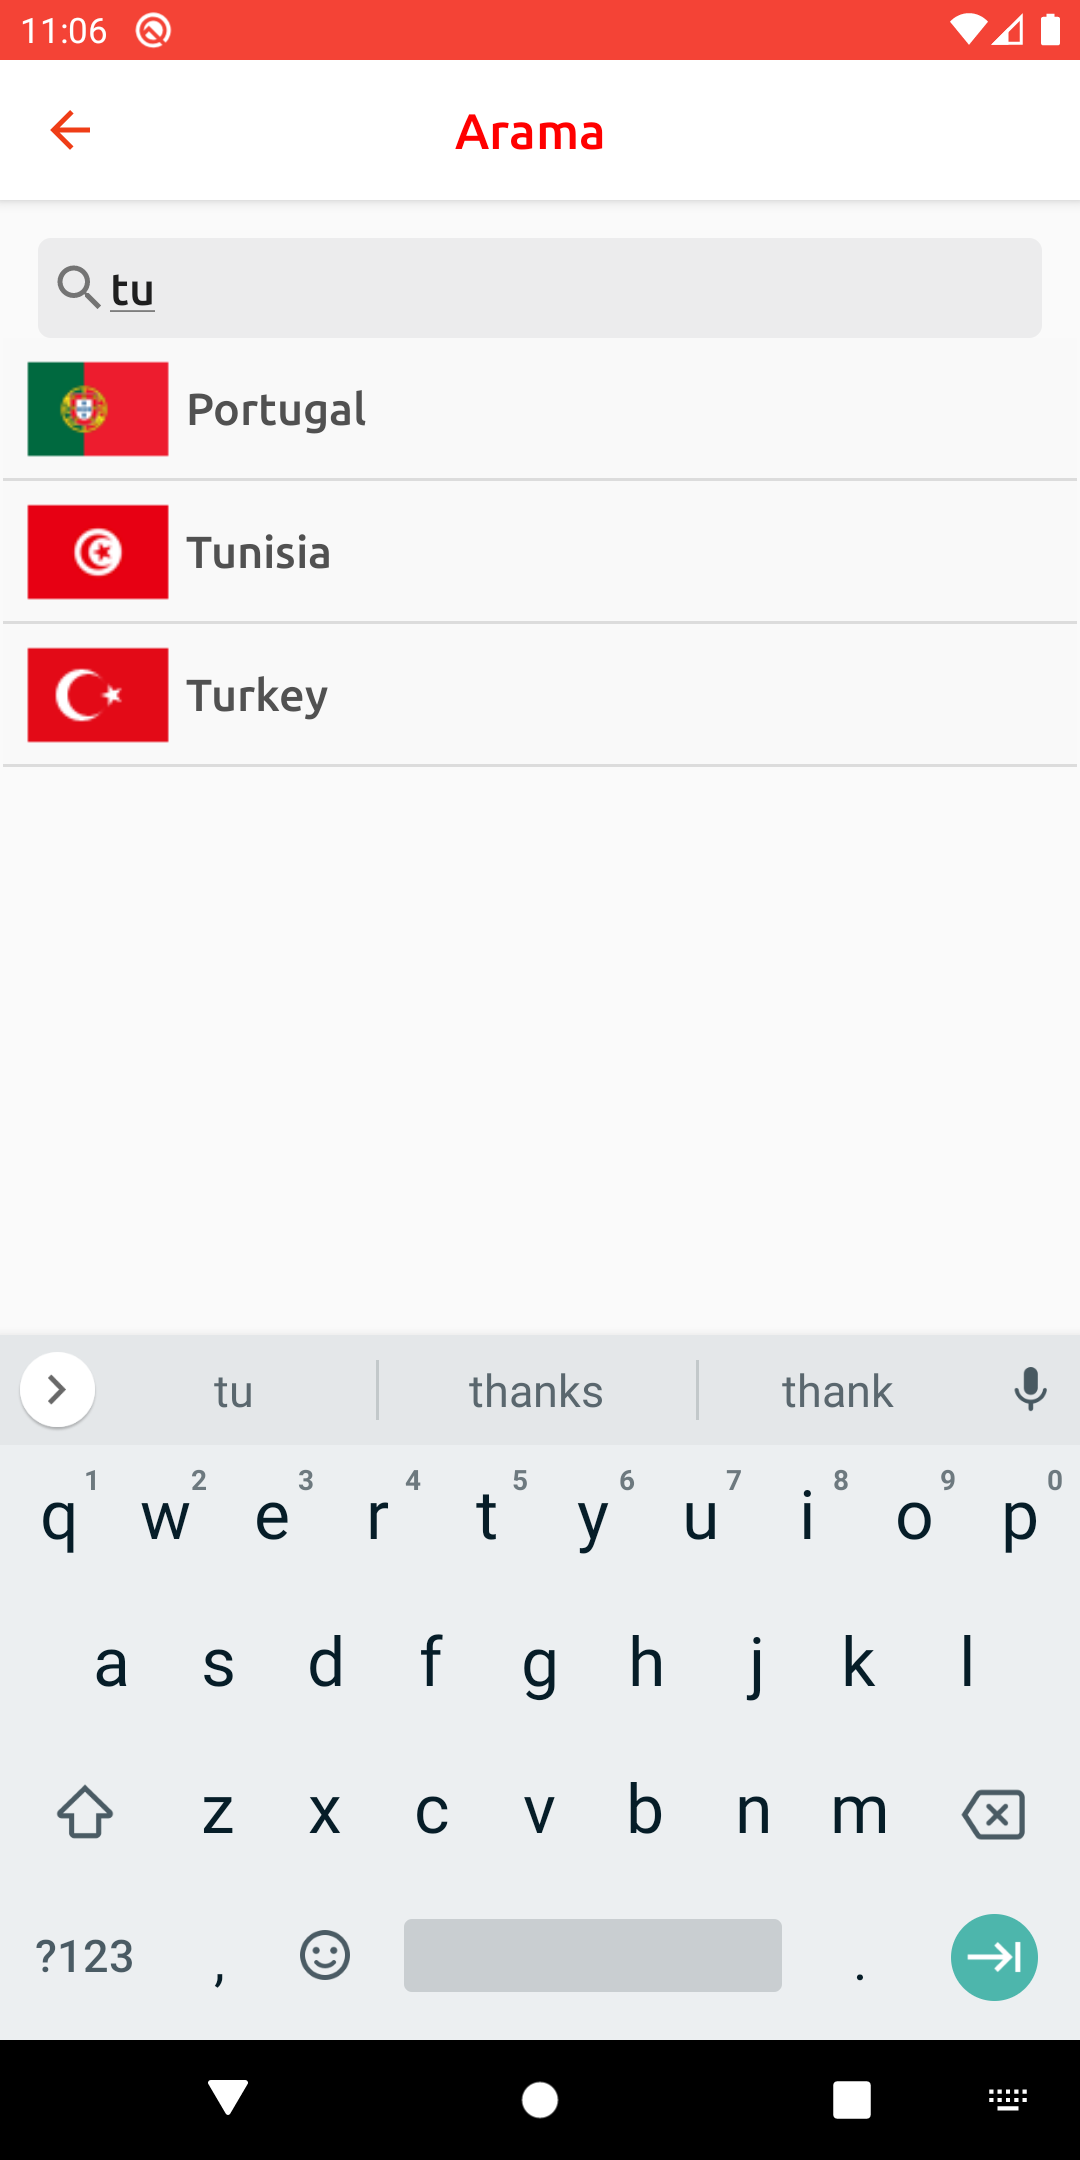 11:06
Arama
tu
Portugal
Tunisia
Turkey
tu thanks thank
1 2 3 4 5 6 7 8 9 0
q w e r t y u i o p
a s d f g h j k l
z x c v b n m
?123 , .